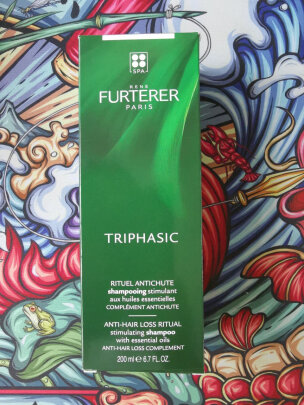 SPA
RENE
FURTERER
PARIS
TRIPHASIC
RITUEL ANTICHUTE
shampooing stimulant
aux huiles essentielles
COMPLÉMENT ANTICHUTE
ANTI-HAIR LOSS RITUAL
stimulating shampoo
with essential oils
ANTI-HAIR LOSS COMPLEMENT
200 ml e 6.7 FL. OZ.